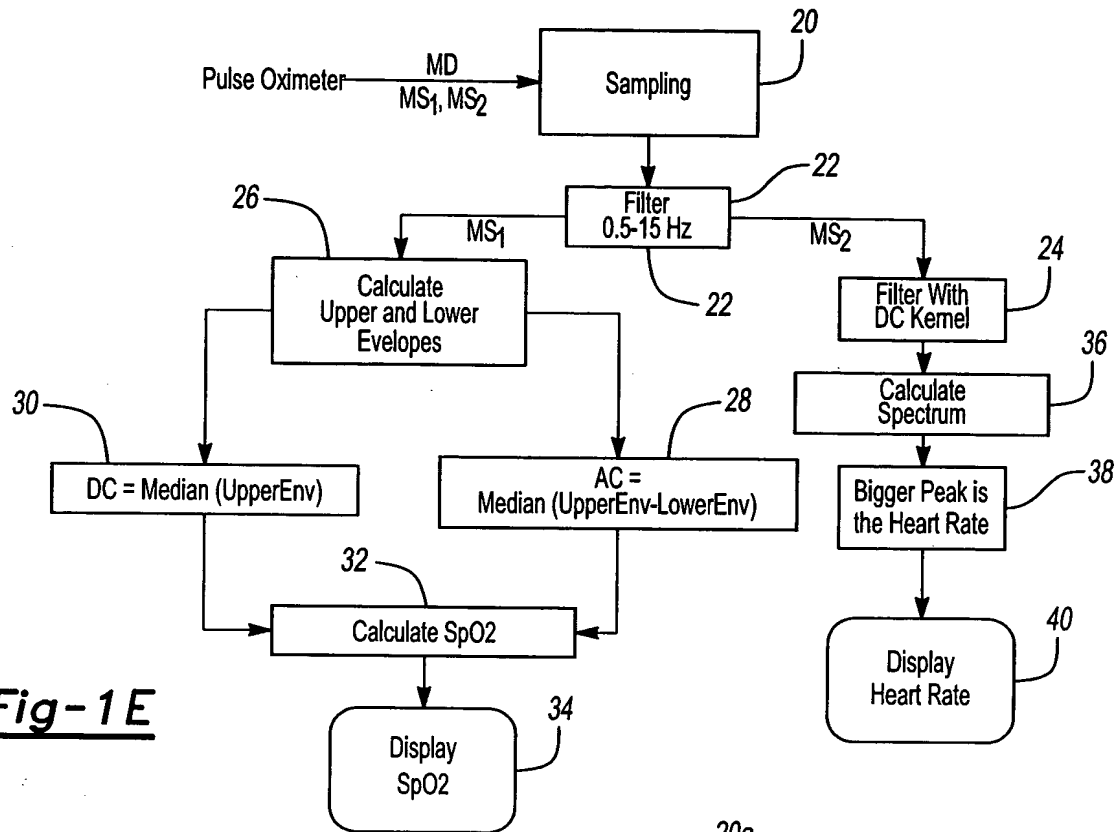 20
Pulse Oximeter
MD
MS1, MS2
Sampling
22
Filter
0.5-15 Hz
22
26
MS1
MS2
Calculate
Upper and Lower
Evelopes
24
Filter With
DC Kernel
36
Calculate
Spectrum
30
28
DC = Median (UpperEnv)
AC =
Median (UpperEnv-LowerEnv)
38
Bigger Peak is
the Heart Rate
32
Calculate SpO2
40
Display
Heart Rate
Fig-1E
34
Display
SpO2